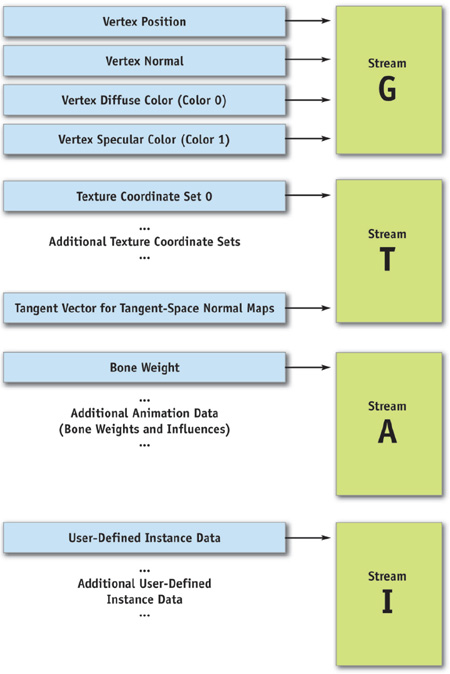 Vertex Position
Vertex Normal
Vertex Diffuse Color (Color 0)
Vertex Specular Color (Color 1)
Stream
G
Texture Coordinate Set 0
...
Additional Texture Coordinate Sets
...
Tangent Vector for Tangent-Space Normal Maps
Stream
T
Bone Weight
...
Additional Animation Data
(Bone Weights and Influences)
...
Stream
A
User-Defined Instance Data
...
Additional User-Defined
Instance Data
...
Stream
I